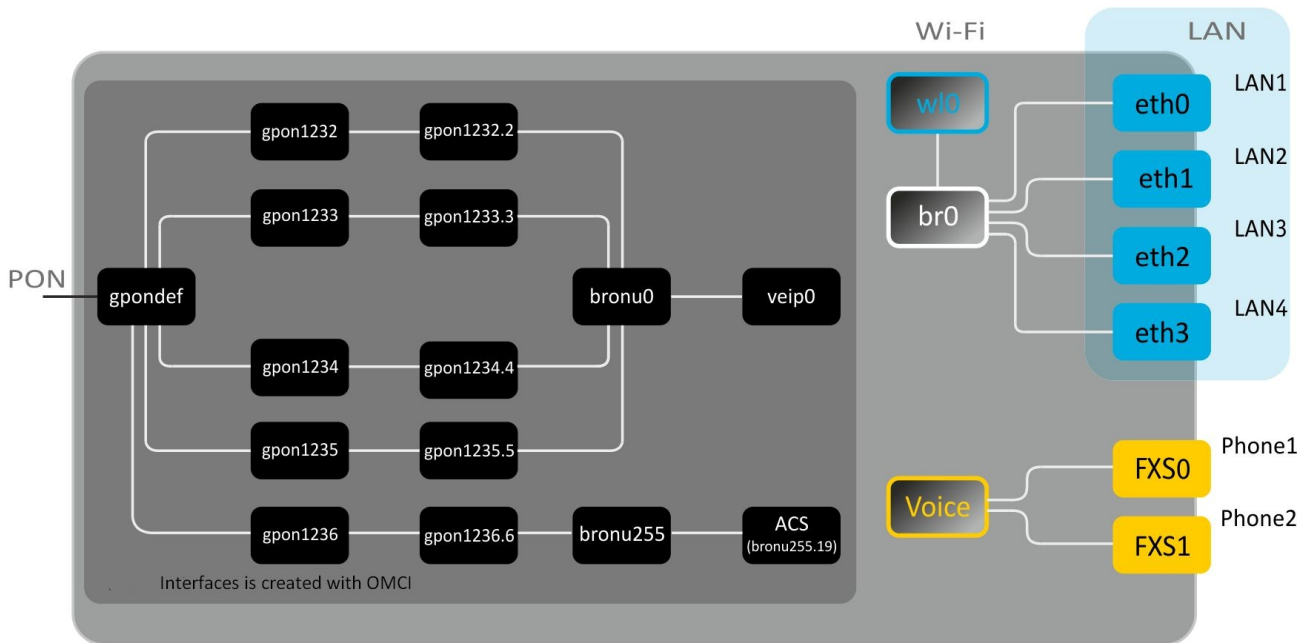 Wi-Fi
LAN
wl0
eth0
LAN1
gpon1232
gpon1232.2
eth1
LAN2
gpon1233
gpon1233.3
br0
eth2
LAN3
PON
gpondef
bronu0
veip0
eth3
LAN4
gpon1234
gpon1234.4
gpon1235
gpon1235.5
FXS0
Phone1
Voice
gpon1236
gpon1236.6
bronu255
ACS
(bronu255.19)
FXS1
Phone2
Interfaces is created with OMCI